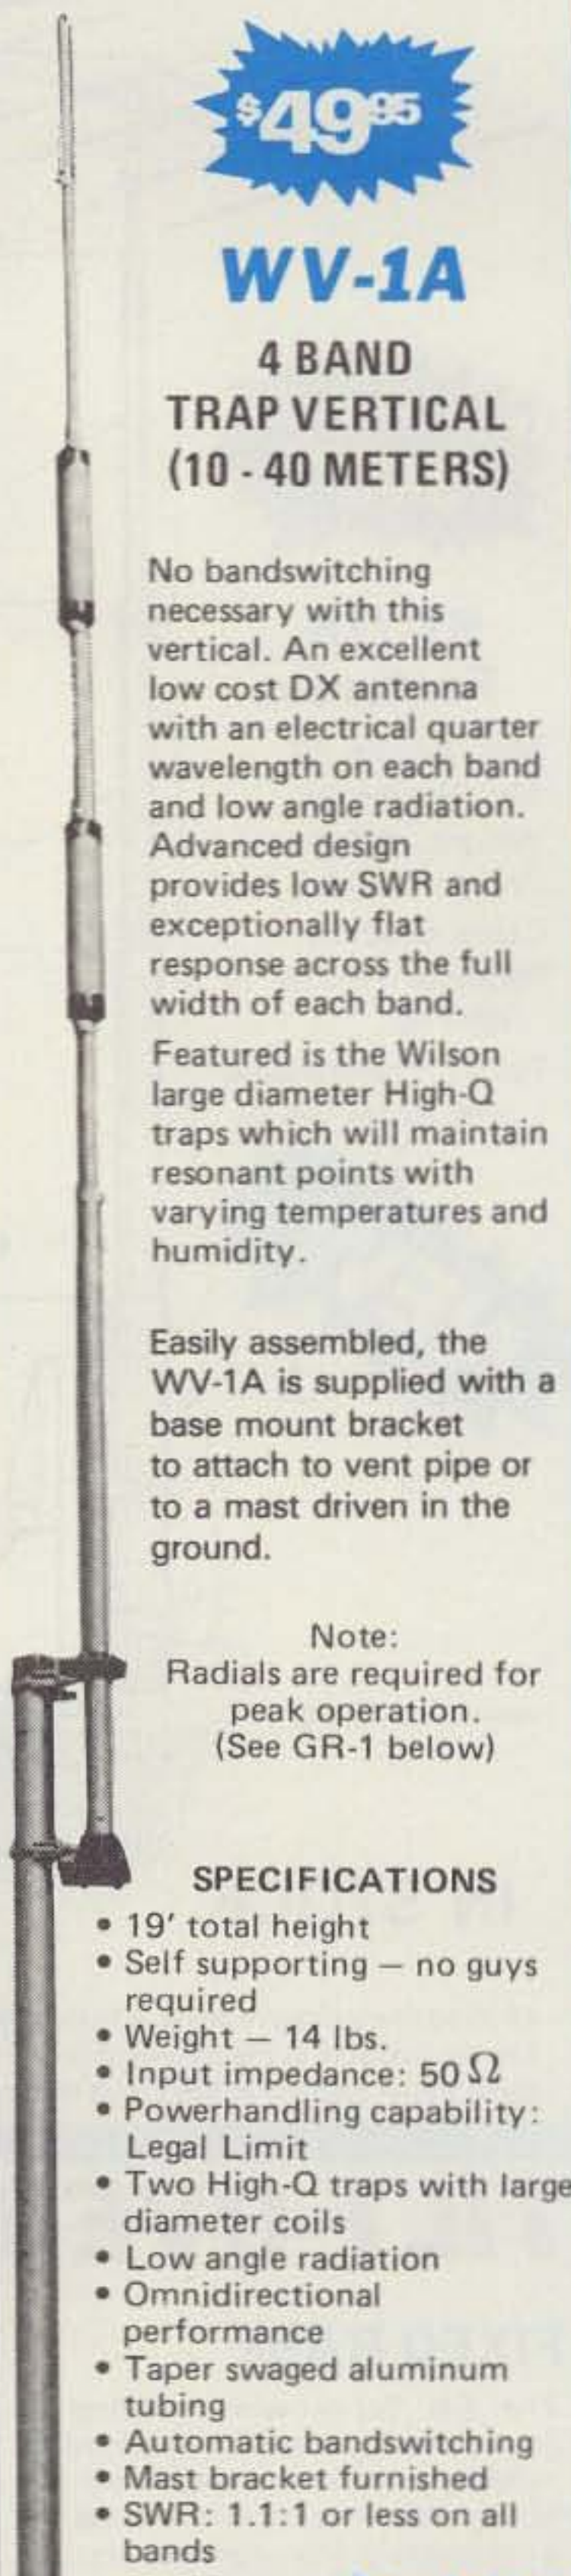 $49 95
WV-1A
4 BAND
TRAP VERTICAL
(10 - 40 METERS)
No bandswitching
necessary with this
vertical. An excellent
low cost DX antenna
with an electrical quarter
wavelength on each band
and low angle radiation.
Advanced design
provides low SWR and
exceptionally flat
response across the full
width of each band.
Featured is the Wilson
large diameter High-Q
traps which will maintain
resonant points with
varying temperatures and
humidity.
Easily assembled, the
WV-1A is supplied with a
base mount bracket
to attach to vent pipe or
to a mast driven in the
ground.
Note:
Radials are required for
peak operation.
(See GR-1 below)
SPECIFICATIONS
• 19' total height
• Self supporting — no guys
required
• Weight — 14 lbs.
• Input impedance: 50 Ω
• Powerhandling capability:
Legal Limit
• Two High-Q traps with large
diameter coils
• Low angle radiation
• Omnidirectional
performance
• Taper swaged aluminum
tubing
• Automatic bandswitching
• Mast bracket furnished
• SWR: 1.1:1 or less on all
bands